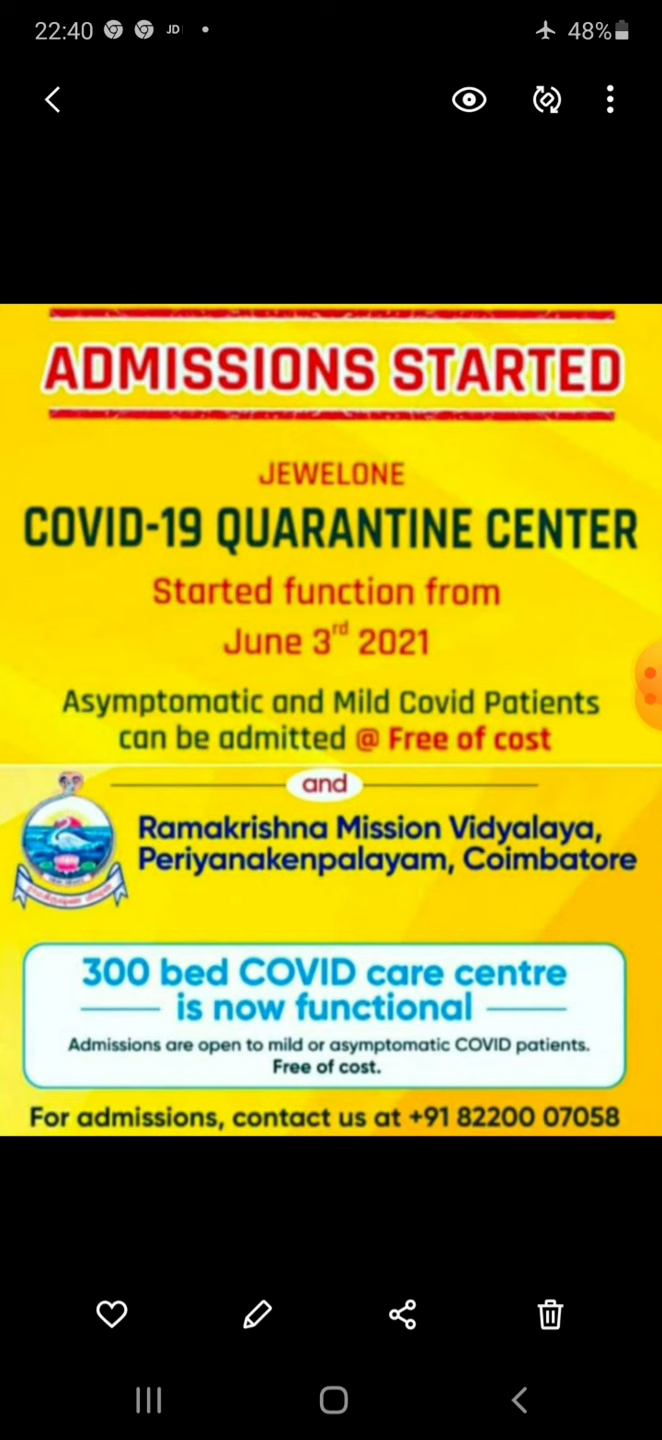 22:40 JD 48%
ADMISSIONS STARTED
JEWELONE
COVID-19 QUARANTINE CENTER
Started function from
June 3rd 2021
Asymptomatic and Mild Covid Patients
can be admitted @ Free of cost
and
Ramakrishna Mission Vidyalaya,
Periyanakenpalayam, Coimbatore
300 bed COVID care centre
is now functional
Admissions are open to mild or asymptomatic COVID patients.
Free of cost.
For admissions, contact us at +91 82200 07058